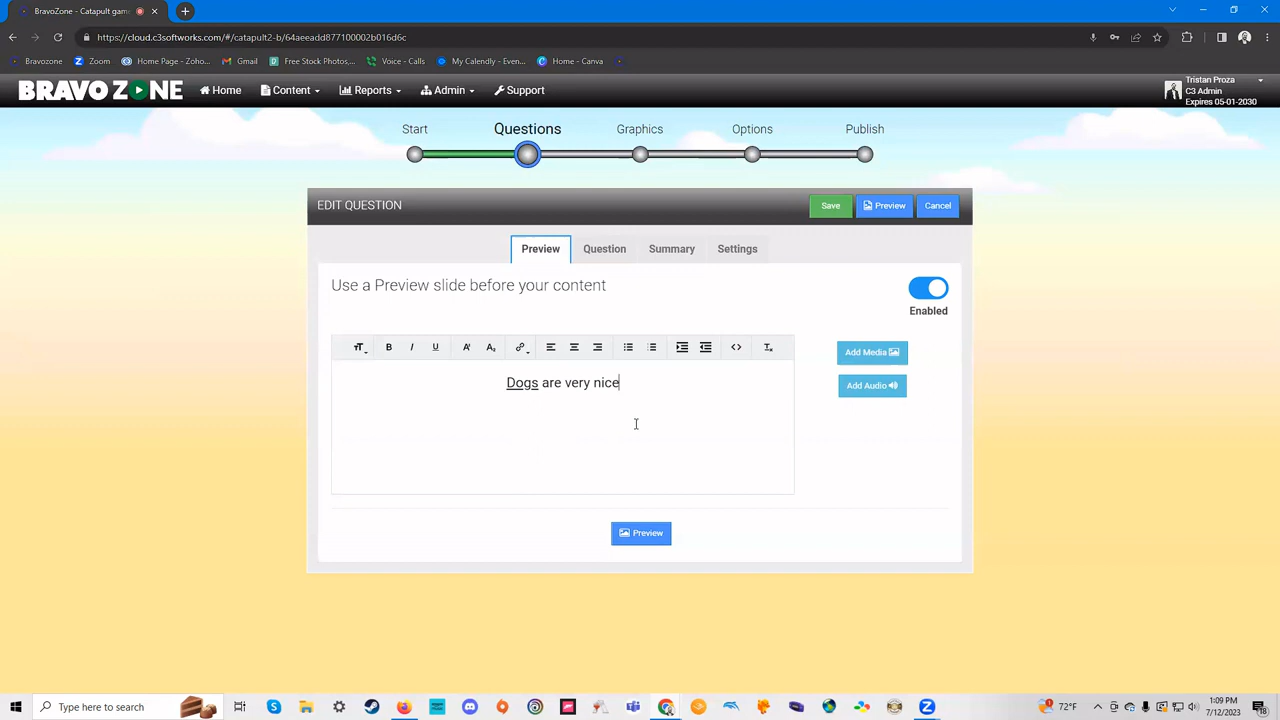 BravoZone - Catapult gam
https://cloud.c3softworks.com/#/catapult2-b/64aeeadd877100002b016d6c
Bravozone
Zoom
Home Page - Zoho...
Gmail
Free Stock Photos,...
Voice - Calls
My Calendly - Even...
Home - Canva
BRAVO ZONE
Home
Content
Reports
Admin
Support
Tristan Proza
C3 Admin
Expires 05-01-2030
Start
Questions
Graphics
Options
Publish
EDIT QUESTION
Save
Preview
Cancel
Preview
Question
Summary
Settings
Use a Preview slide before your content
Enabled
Add Media
Add Audio
Dogs are very nice
Preview
Type here to search
72°F
1:09 PM
7/12/2023